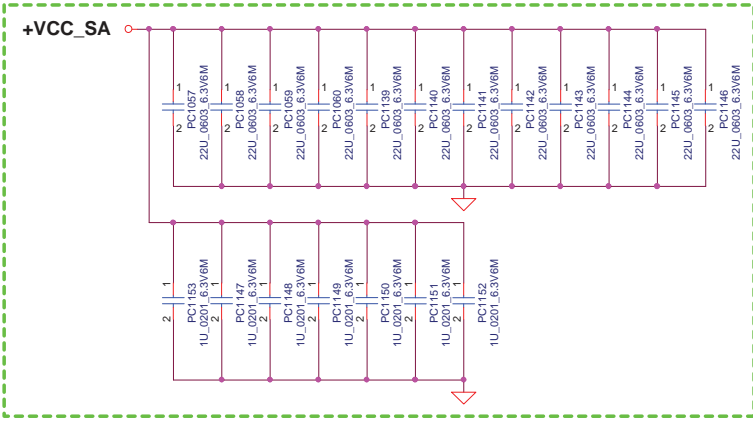 +VCC_SA
1
2
PC1057
22U_0603_6.3V6M
1
2
PC1058
22U_0603_6.3V6M
1
2
PC1059
22U_0603_6.3V6M
1
2
PC1060
22U_0603_6.3V6M
1
2
PC1139
22U_0603_6.3V6M
1
2
PC1140
22U_0603_6.3V6M
1
2
PC1141
22U_0603_6.3V6M
1
2
PC1142
22U_0603_6.3V6M
1
2
PC1143
22U_0603_6.3V6M
1
2
PC1144
22U_0603_6.3V6M
1
2
PC1145
22U_0603_6.3V6M
1
2
PC1146
22U_0603_6.3V6M
1
2
PC1153
1U_0201_6.3V6M
1
2
PC1147
1U_0201_6.3V6M
1
2
PC1148
1U_0201_6.3V6M
1
2
PC1149
1U_0201_6.3V6M
1
2
PC1150
1U_0201_6.3V6M
1
2
PC1151
1U_0201_6.3V6M
1
2
PC1152
1U_0201_6.3V6M